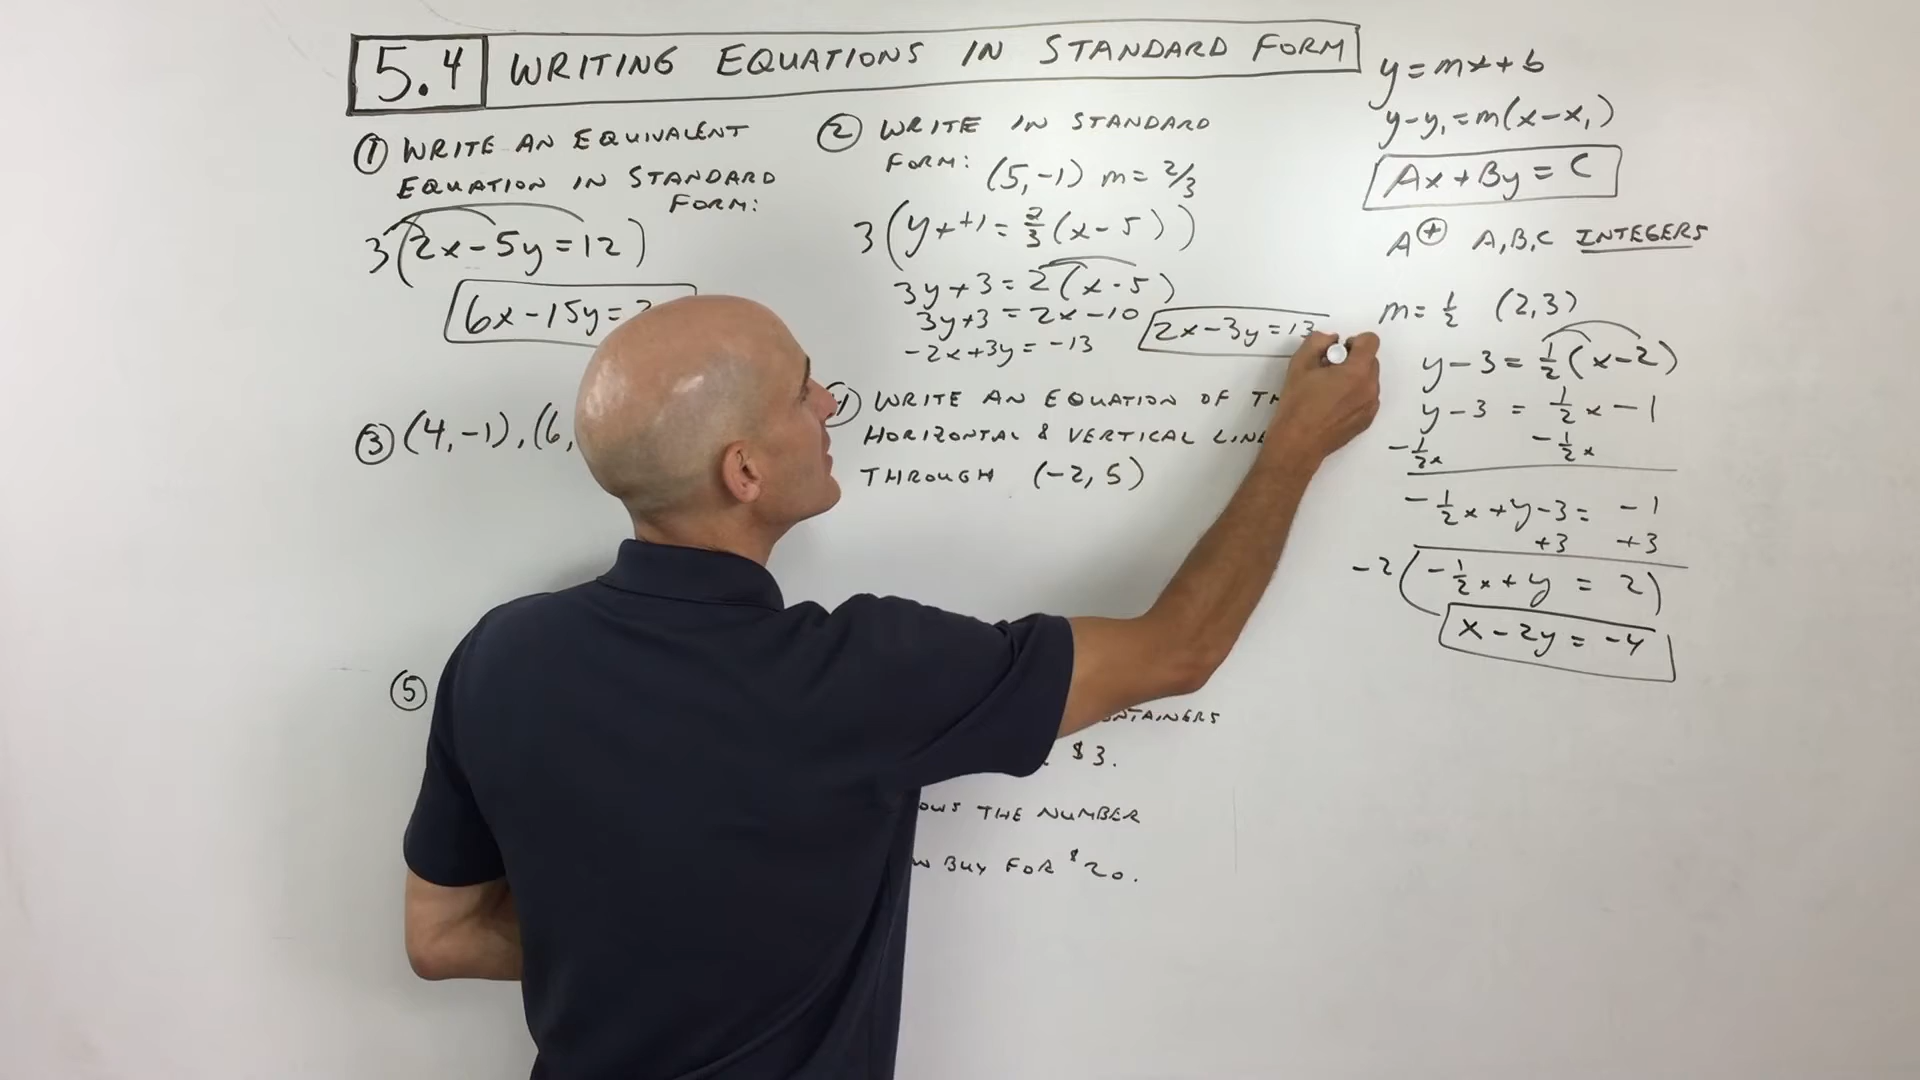 5.4 WRITING EQUATIONS IN STANDARD FORM
① WRITE AN EQUIVALENT
EQUATION IN STANDARD
FORM:
3(2x-5y=12)
6x-15y=3
② WRITE IN STANDARD
FORM: (5,-1) m=2/3
3(y++1=2/3(x-5))
3y+3=2(x-5)
3y+3=2x-10
-2x+3y=-13
2x-3y=13
③ (4,-1),(6,
WRITE AN EQUATION OF TH
HORIZONTAL & VERTICAL LINE
THROUGH (-2,5)
⑤
NTAINERS
$3.
OWS THE NUMBER
W BUY FOR $20.
y=mx+b
y-y₁=m(x-x₁)
Ax+By=C
A⊕ A,B,C INTEGERS
m=1/2 (2,3)
y-3=1/2(x-2)
y-3=1/2x-1
-1/2x -1/2x
-1/2x+y-3=-1
+3 +3
-2(-1/2x+y=2)
x-2y=-4